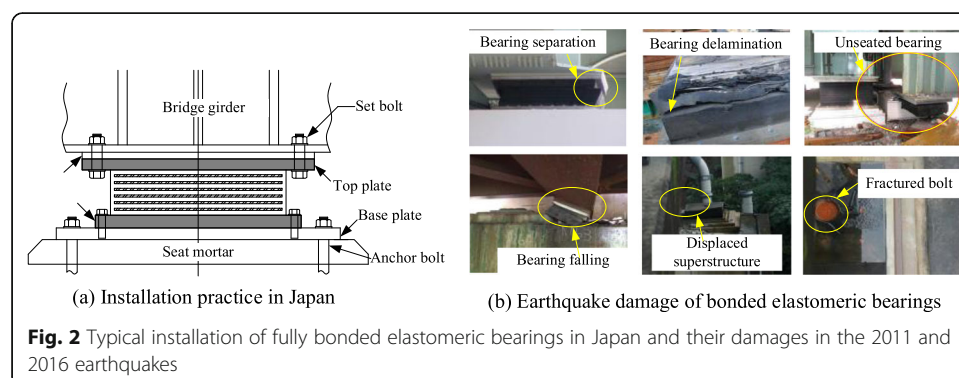 Bridge girder
Set bolt
Top plate
Base plate
Seat mortar
Anchor bolt
(a) Installation practice in Japan
Bearing separation
Bearing delamination
Unseated bearing
Bearing falling
Displaced
superstructure
Fractured bolt
(b) Earthquake damage of bonded elastomeric bearings
Fig. 2 Typical installation of fully bonded elastomeric bearings in Japan and their damages in the 2011 and
2016 earthquakes